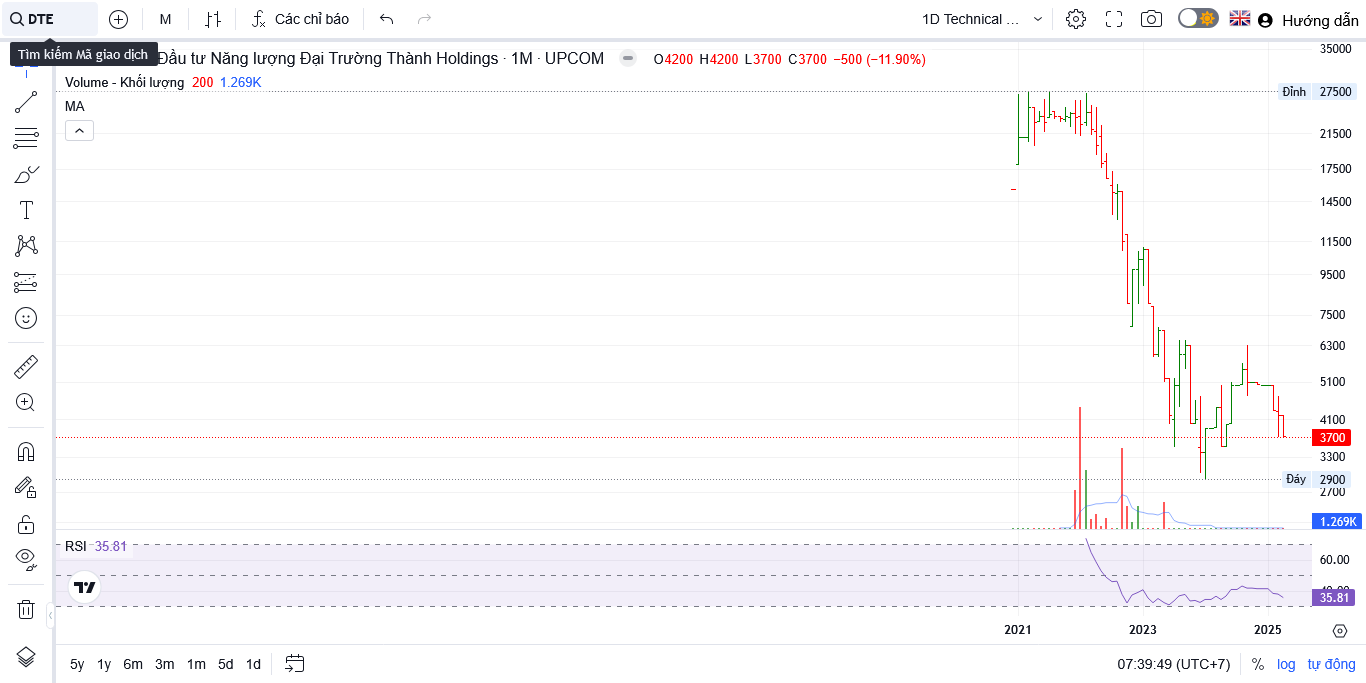 DTE M Các chỉ báo 1D Technical ... Hướng dẫn
Tìm kiếm Mã giao dịch
Đầu tư Năng lượng Đại Trường Thành Holdings · 1M · UPCOM O4200 H4200 L3700 C3700 −500 (−11.90%)
Volume - Khối lượng 200 1.269K
MA
35000
Đỉnh 27500
21500
17500
14500
11500
9500
7500
6300
5100
4100
3700
3300
Đáy 2900
2700
1.269K
RSI 35.81
60.00
35.81
2021 2023 2025
5y 1y 6m 3m 1m 5d 1d 07:39:49 (UTC+7) % log tự động